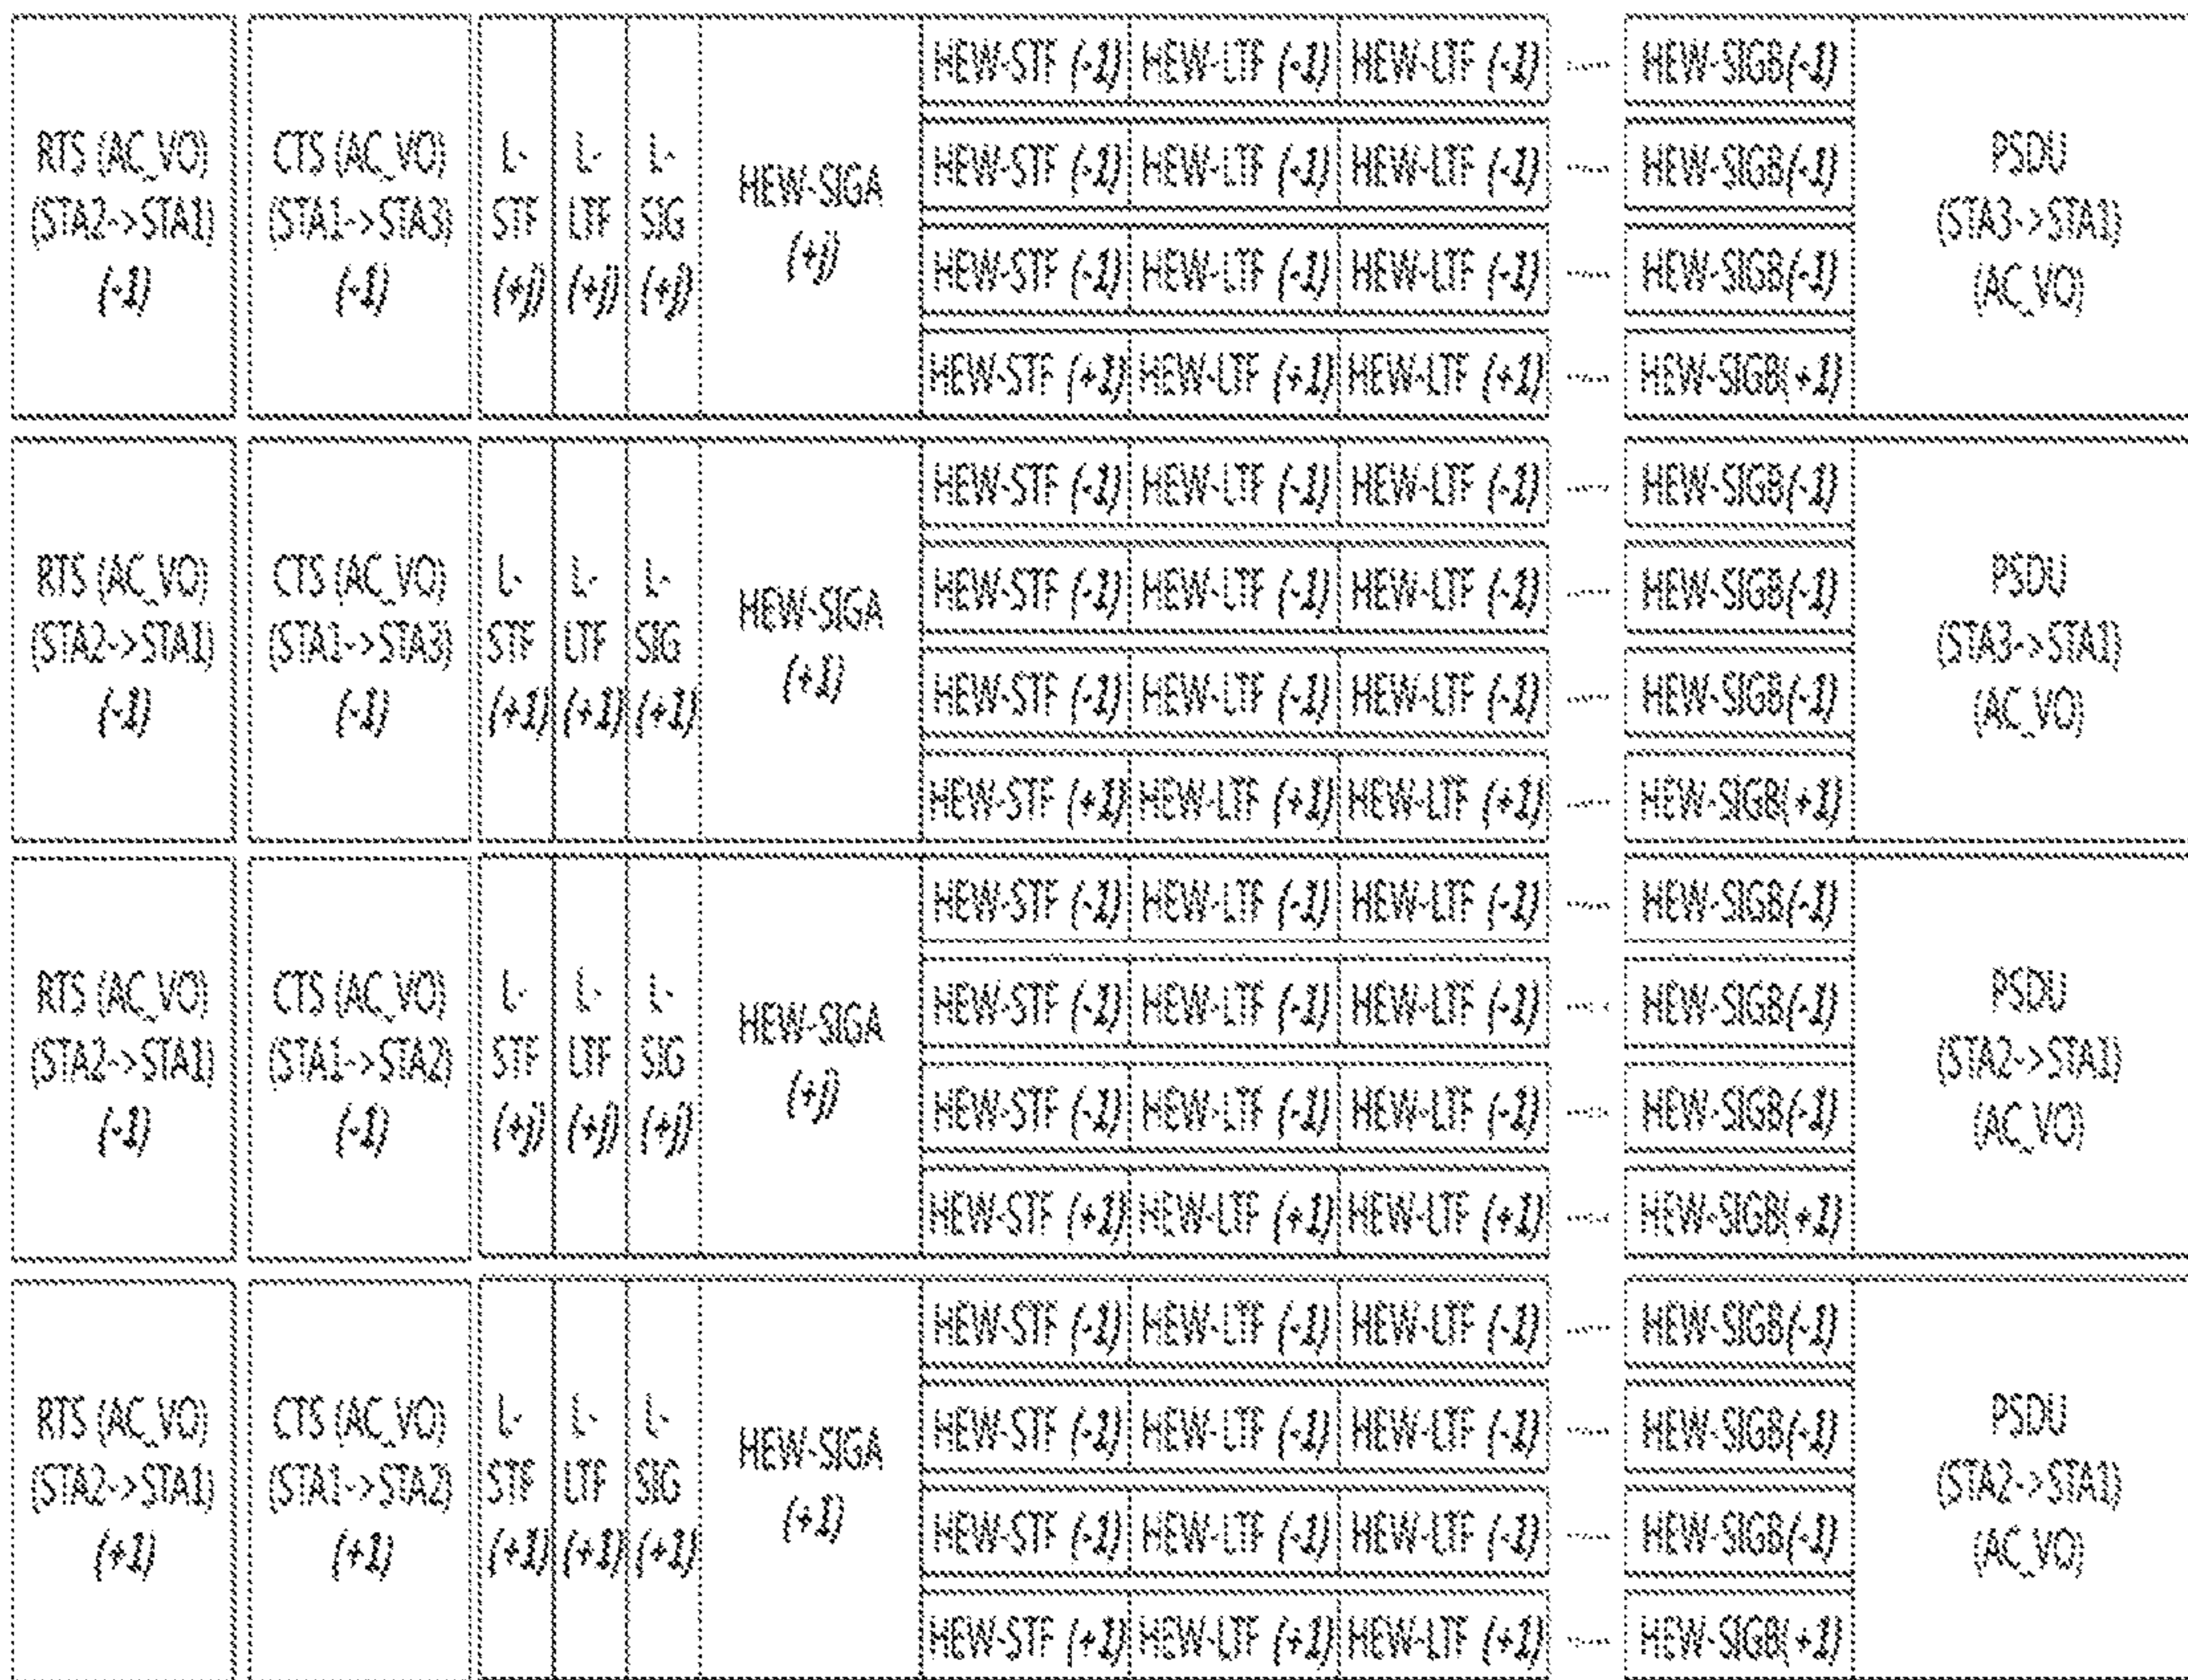 RTS (AC_VO)
(STA2->STA1)
(-1)
CTS (AC_VO)
(STA1->STA3)
(-1)
L-
STF
(+j)
L-
LTF
(+j)
L-
SIG
(+j)
HEW-SIGA
(+j)
HEW-STF (-1) HEW-LTF (-1) HEW-LTF (-1) ..... HEW-SIGB(-1)
HEW-STF (-1) HEW-LTF (-1) HEW-LTF (-1) ..... HEW-SIGB(-1)
HEW-STF (-1) HEW-LTF (-1) HEW-LTF (-1) ..... HEW-SIGB(-1)
HEW-STF (+1) HEW-LTF (+1) HEW-LTF (+1) ..... HEW-SIGB(+1)
PSDU
(STA3->STA1)
(AC_VO)
RTS (AC_VO)
(STA2->STA1)
(-1)
CTS (AC_VO)
(STA1->STA3)
(-1)
L-
STF
(+1)
L-
LTF
(+1)
L-
SIG
(+1)
HEW-SIGA
(+1)
HEW-STF (-1) HEW-LTF (-1) HEW-LTF (-1) ..... HEW-SIGB(-1)
HEW-STF (-1) HEW-LTF (-1) HEW-LTF (-1) ..... HEW-SIGB(-1)
HEW-STF (-1) HEW-LTF (-1) HEW-LTF (-1) ..... HEW-SIGB(-1)
HEW-STF (+1) HEW-LTF (+1) HEW-LTF (+1) ..... HEW-SIGB(+1)
PSDU
(STA3->STA1)
(AC_VO)
RTS (AC_VO)
(STA2->STA1)
(-1)
CTS (AC_VO)
(STA1->STA2)
(-1)
L-
STF
(+j)
L-
LTF
(+j)
L-
SIG
(+j)
HEW-SIGA
(+j)
HEW-STF (-1) HEW-LTF (-1) HEW-LTF (-1) ..... HEW-SIGB(-1)
HEW-STF (-1) HEW-LTF (-1) HEW-LTF (-1) ..... HEW-SIGB(-1)
HEW-STF (-1) HEW-LTF (-1) HEW-LTF (-1) ..... HEW-SIGB(-1)
HEW-STF (+1) HEW-LTF (+1) HEW-LTF (+1) ..... HEW-SIGB(+1)
PSDU
(STA2->STA1)
(AC_VO)
RTS (AC_VO)
(STA2->STA1)
(+1)
CTS (AC_VO)
(STA1->STA2)
(+1)
L-
STF
(+1)
L-
LTF
(+1)
L-
SIG
(+1)
HEW-SIGA
(+1)
HEW-STF (-1) HEW-LTF (-1) HEW-LTF (-1) ..... HEW-SIGB(-1)
HEW-STF (-1) HEW-LTF (-1) HEW-LTF (-1) ..... HEW-SIGB(-1)
HEW-STF (-1) HEW-LTF (-1) HEW-LTF (-1) ..... HEW-SIGB(-1)
HEW-STF (+1) HEW-LTF (+1) HEW-LTF (+1) ..... HEW-SIGB(+1)
PSDU
(STA2->STA1)
(AC_VO)